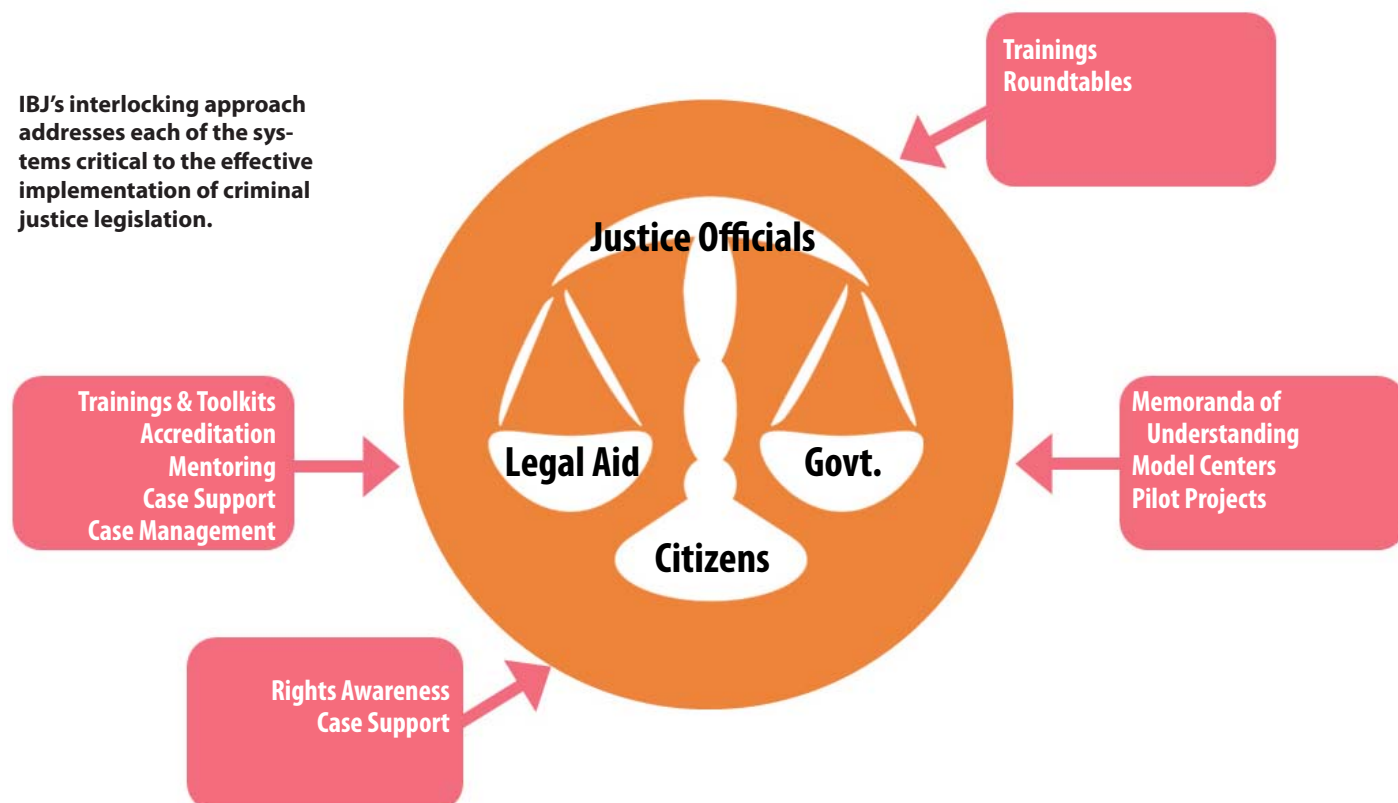 IBJ's interlocking approach
addresses each of the sys-
tems critical to the effective
implementation of criminal
justice legislation.
Trainings
Roundtables
Justice Officials
Trainings & Toolkits
Accreditation
Mentoring
Case Support
Case Management
Legal Aid
Govt.
Memoranda of
Understanding
Model Centers
Pilot Projects
Citizens
Rights Awareness
Case Support